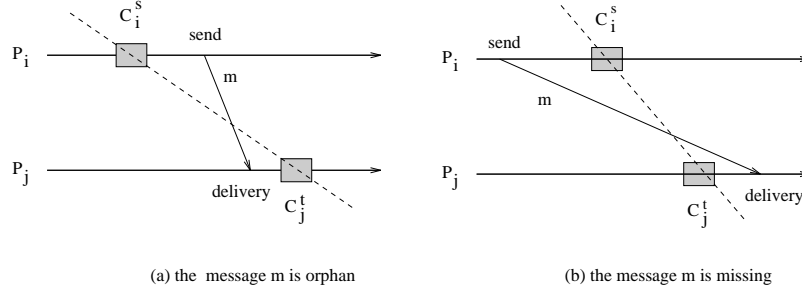 C_i^s
send
P_i
m
P_j
delivery
C_j^t
(a) the message m is orphan
C_i^s
send
P_i
m
P_j
delivery
C_j^t
(b) the message m is missing